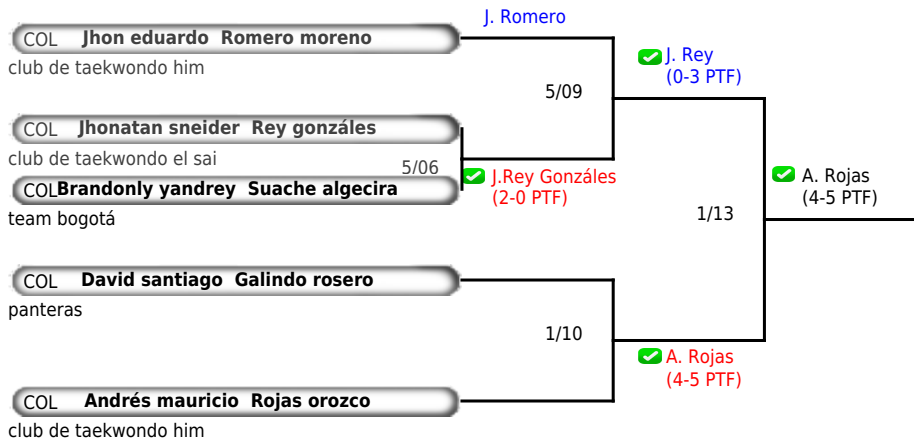 J. Romero
COL Jhon eduardo Romero moreno
club de taekwondo him
J. Rey
(0-3 PTF)
5/09
COL Jhonatan sneider Rey gonzáles
club de taekwondo el sai
5/06
J.Rey Gonzáles
(2-0 PTF)
A. Rojas
(4-5 PTF)
COL Brandonly yandrey Suache algecira
team bogotá
1/13
COL David santiago Galindo rosero
panteras
1/10
A. Rojas
(4-5 PTF)
COL Andrés mauricio Rojas orozco
club de taekwondo him